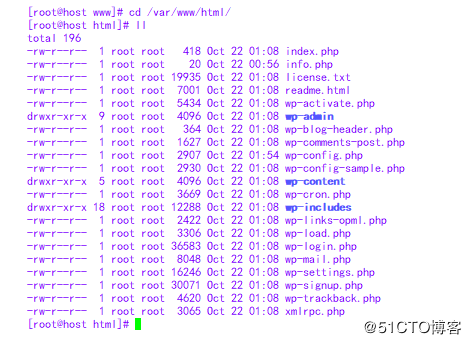 [root@host www]# cd /var/www/html/
[root@host html]# ll
total 196
-rw-r--r-- 1 root root 418 Oct 22 01:08 index.php
-rw-r--r-- 1 root root 20 Oct 22 00:56 info.php
-rw-r--r-- 1 root root 19935 Oct 22 01:08 license.txt
-rw-r--r-- 1 root root 7001 Oct 22 01:08 readme.html
-rw-r--r-- 1 root root 5434 Oct 22 01:08 wp-activate.php
drwxr-xr-x 9 root root 4096 Oct 22 01:08 wp-admin
-rw-r--r-- 1 root root 364 Oct 22 01:08 wp-blog-header.php
-rw-r--r-- 1 root root 1627 Oct 22 01:08 wp-comments-post.php
-rw-r--r-- 1 root root 2907 Oct 22 01:54 wp-config.php
-rw-r--r-- 1 root root 2930 Oct 22 01:08 wp-config-sample.php
drwxr-xr-x 5 root root 4096 Oct 22 01:08 wp-content
-rw-r--r-- 1 root root 3669 Oct 22 01:08 wp-cron.php
drwxr-xr-x 18 root root 12288 Oct 22 01:08 wp-includes
-rw-r--r-- 1 root root 2422 Oct 22 01:08 wp-links-opml.php
-rw-r--r-- 1 root root 3306 Oct 22 01:08 wp-load.php
-rw-r--r-- 1 root root 36583 Oct 22 01:08 wp-login.php
-rw-r--r-- 1 root root 8048 Oct 22 01:08 wp-mail.php
-rw-r--r-- 1 root root 16246 Oct 22 01:08 wp-settings.php
-rw-r--r-- 1 root root 30071 Oct 22 01:08 wp-signup.php
-rw-r--r-- 1 root root 4620 Oct 22 01:08 wp-trackback.php
-rw-r--r-- 1 root root 3065 Oct 22 01:08 xmlrpc.php
[root@host html]#
@51CTO博客